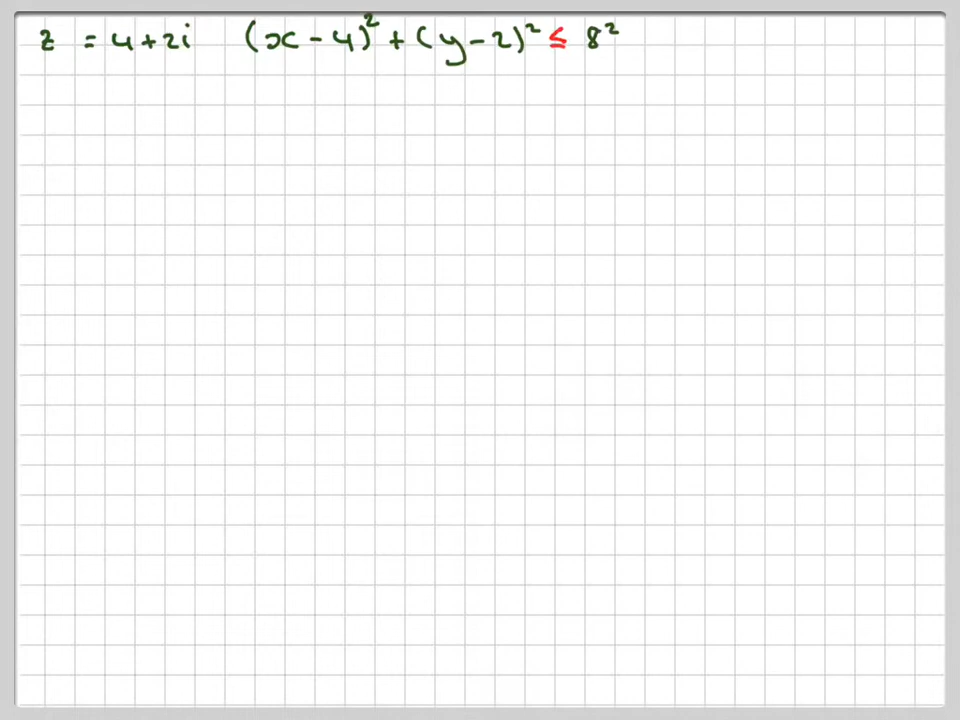 z = 4+2i (x-4)² + (y-2)² ≤ 8²